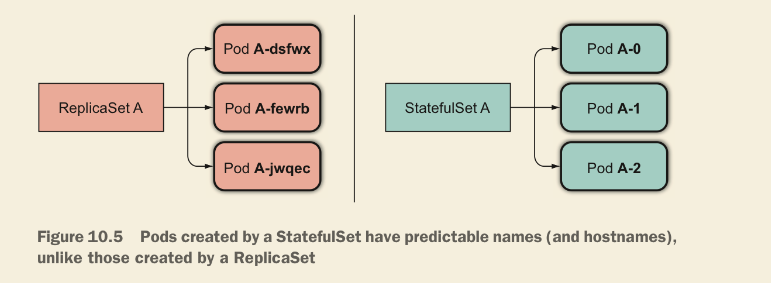 ReplicaSet A
Pod A-dsfwx
Pod A-fewrb
Pod A-jwqec
StatefulSet A
Pod A-0
Pod A-1
Pod A-2
Figure 10.5 Pods created by a StatefulSet have predictable names (and hostnames),
unlike those created by a ReplicaSet